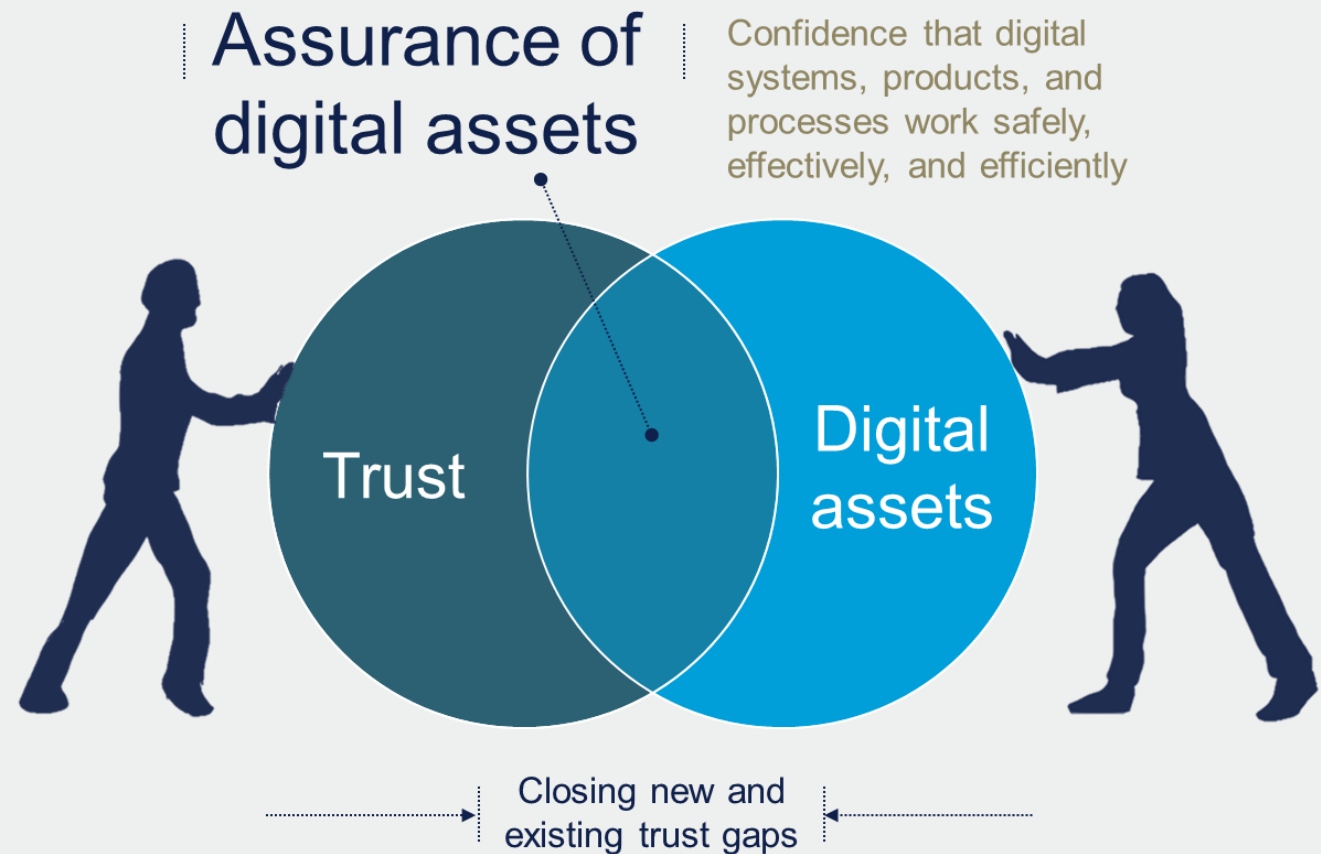 Assurance of
digital assets
Confidence that digital
systems, products, and
processes work safely,
effectively, and efficiently
Trust
Digital
assets
Closing new and
existing trust gaps